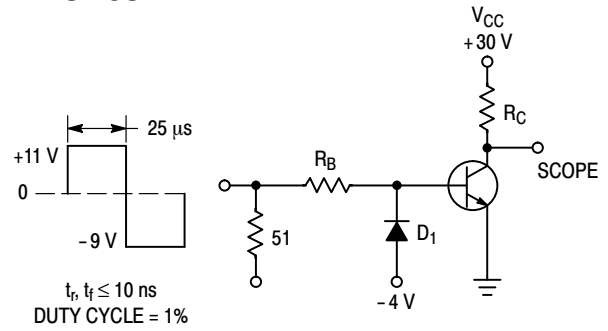 V_CC
+30 V
R_C
SCOPE
25 μs
+11 V
0
−9 V
R_B
51
D_1
−4 V
t_r, t_f ≤ 10 ns
DUTY CYCLE = 1%